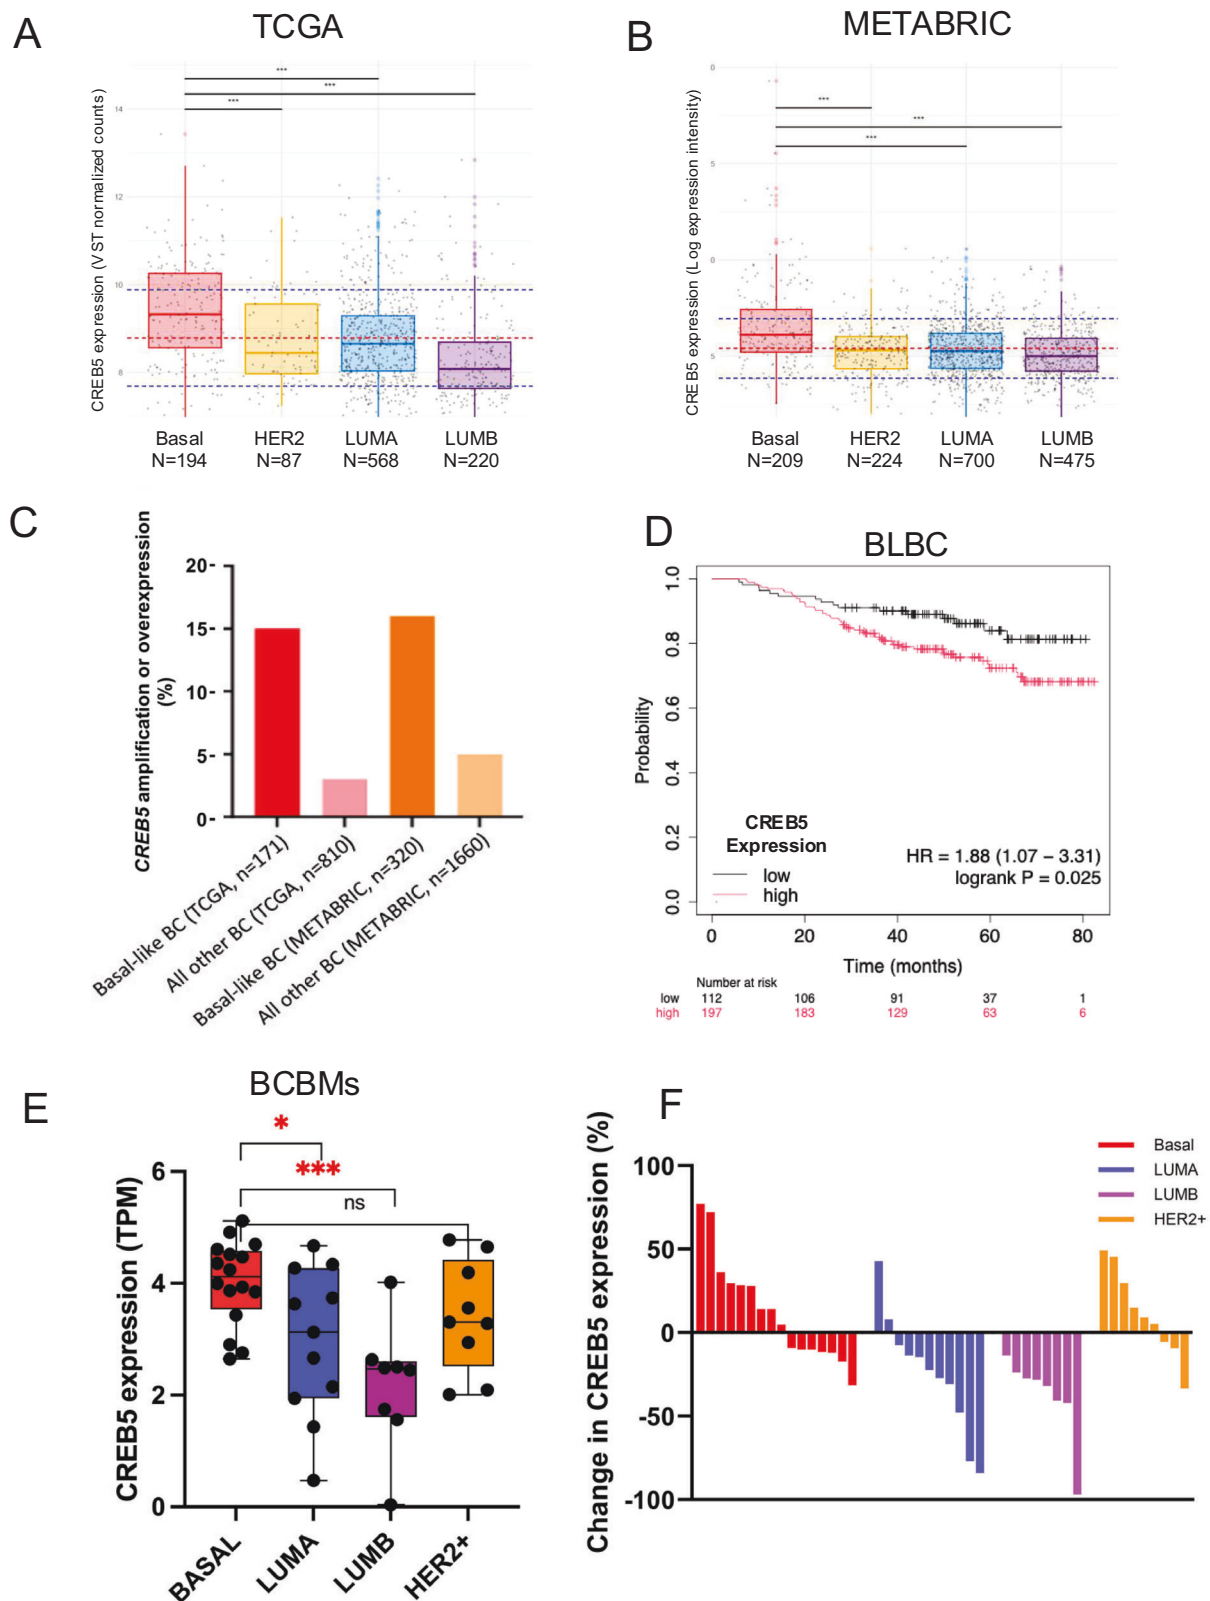 A
TCGA
CREB5 expression (VST normalized counts)
14
12
10
8
***
***
***
Basal
N=194
HER2
N=87
LUMA
N=568
LUMB
N=220
B
METABRIC
CREB5 expression (Log expression intensity)
0
5
0
5
***
***
***
Basal
N=209
HER2
N=224
LUMA
N=700
LUMB
N=475
C
CREB5 amplification or overexpression
(%)
20-
15-
10-
5-
0-
Basal-like BC (TCGA, n=171)
All other BC (TCGA, n=810)
Basal-like BC (METABRIC, n=320)
All other BC (METABRIC, n=1660)
D
BLBC
Probability
1.0
0.8
0.6
0.4
0.2
0.0
CREB5
Expression
low
high
HR = 1.88 (1.07 – 3.31)
logrank P = 0.025
0 20 40 60 80
Time (months)
Number at risk
low 112 106 91 37 1
high 197 183 129 63 6
E
BCBMs
*
***
ns
CREB5 expression (TPM)
6
4
2
0
BASAL
LUMA
LUMB
HER2+
F
Change in CREB5 expression (%)
100
50
0
-50
-100
Basal
LUMA
LUMB
HER2+